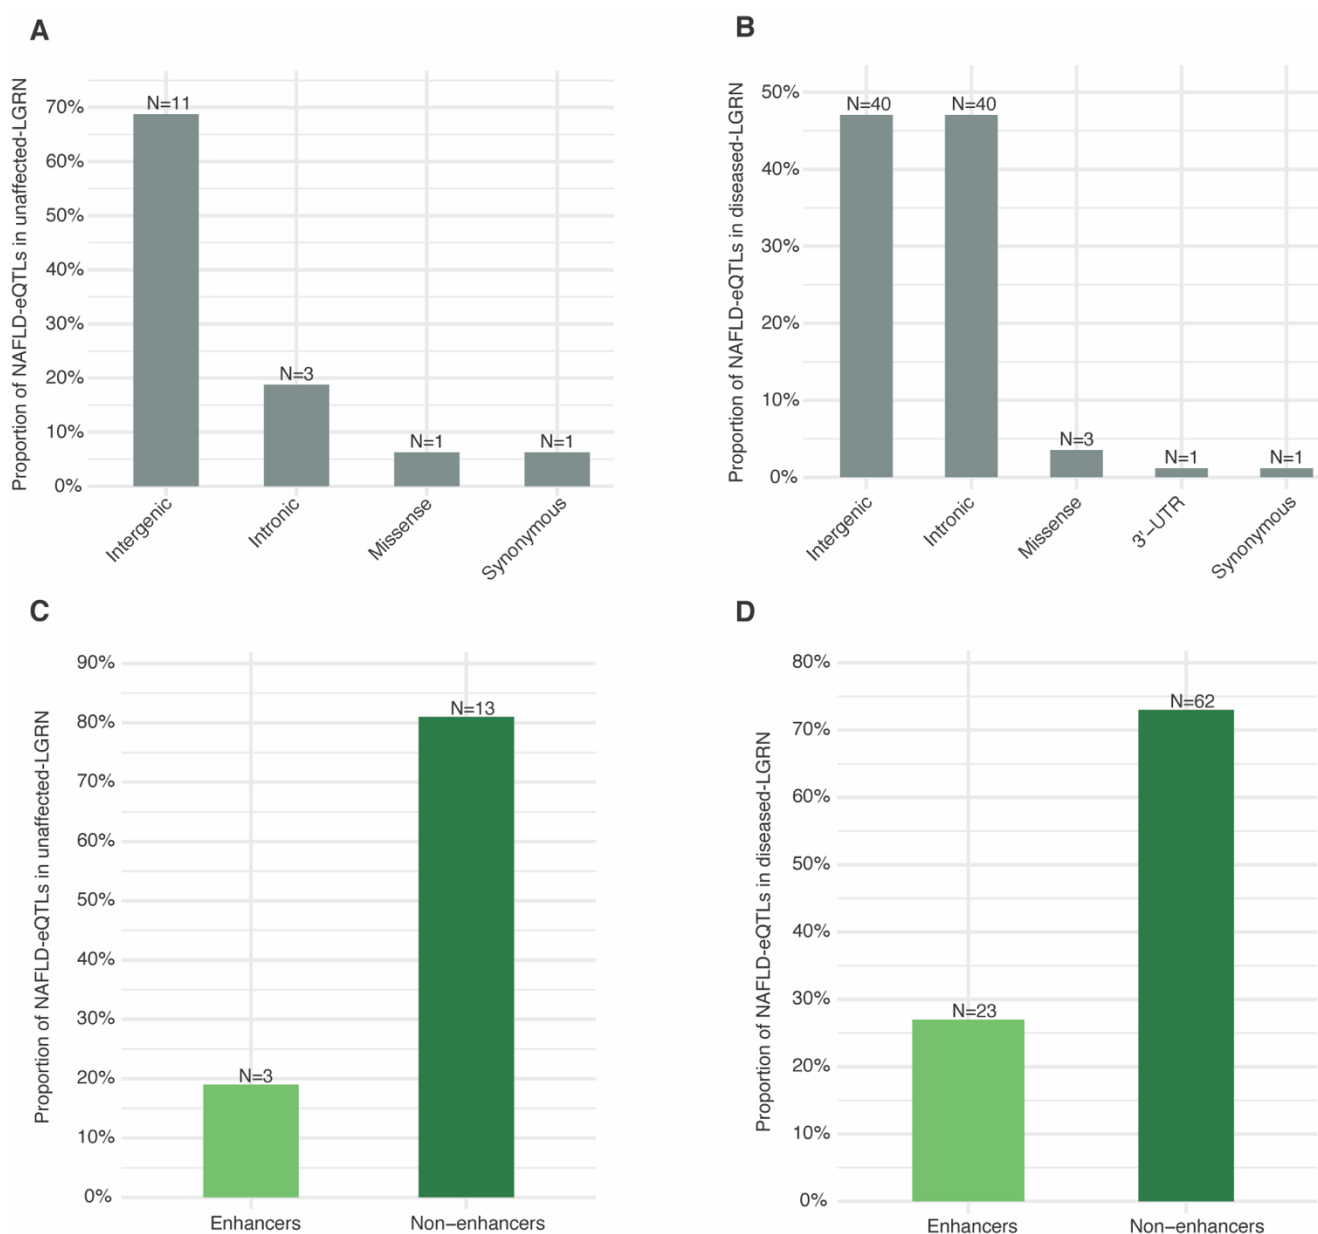 A
Proportion of NAFLD-eQTLs in unaffected-LGRN
70%
60%
50%
40%
30%
20%
10%
0%
N=11
N=3
N=1
N=1
Intergenic
Intronic
Missense
Synonymous
B
Proportion of NAFLD-eQTLs in diseased-LGRN
50%
40%
30%
20%
10%
0%
N=40
N=40
N=3
N=1
N=1
Intergenic
Intronic
Missense
3'−UTR
Synonymous
C
Proportion of NAFLD-eQTLs in unaffected-LGRN
90%
80%
70%
60%
50%
40%
30%
20%
10%
0%
N=3
N=13
Enhancers
Non−enhancers
D
Proportion of NAFLD-eQTLs in diseased-LGRN
80%
70%
60%
50%
40%
30%
20%
10%
0%
N=23
N=62
Enhancers
Non−enhancers